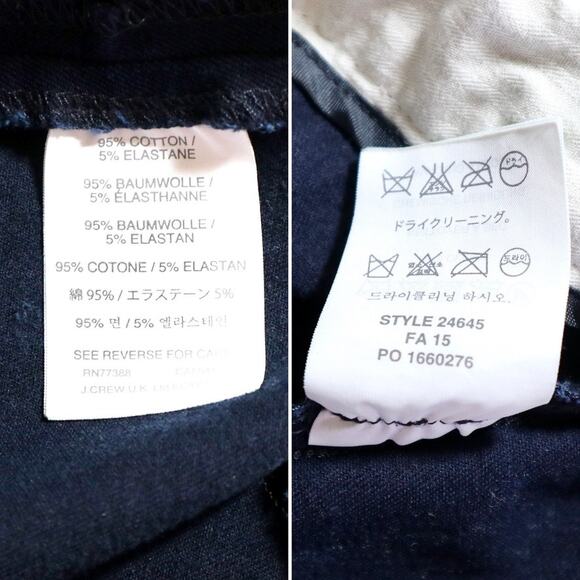 95% COTTON /
5% ELASTANE
95% BAUMWOLLE /
5% ÉLASTHANNE
95% BAUMWOLLE /
5% ELASTAN
95% COTONE / 5% ELASTAN
綿 95% / エラステーン 5%
95% 면 / 5% 엘라스테인
SEE REVERSE FOR CARE
RN77388
J.CREW U.K.
ドライ
ドライクリーニング。
드라이
드라이클리닝 하시오.
STYLE 24645
FA 15
PO 1660276